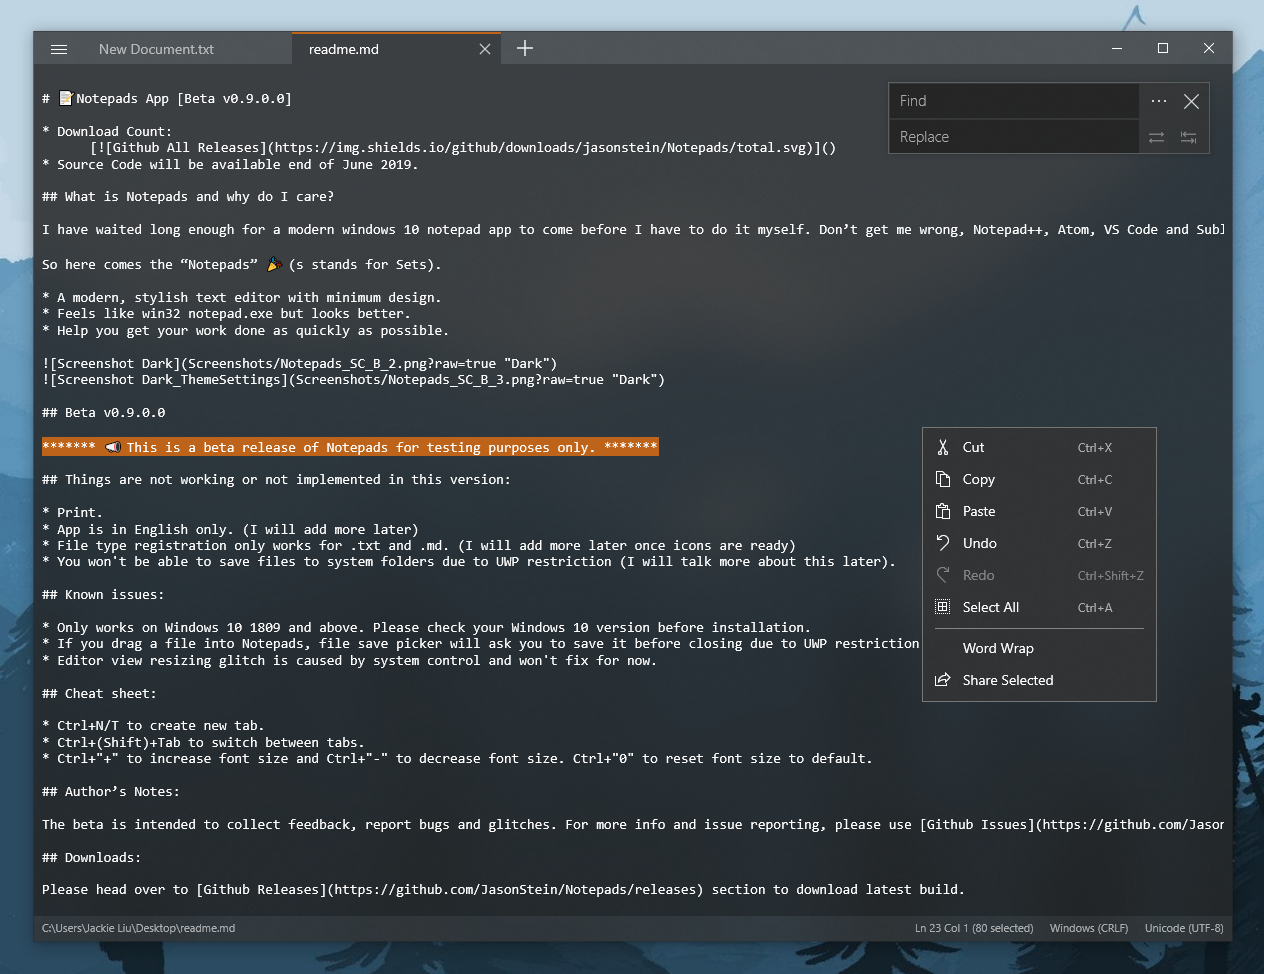 New Document.txt
readme.md
# 📝Notepads App [Beta v0.9.0.0]
Find
Replace
* Download Count:
[![Github All Releases](https://img.shields.io/github/downloads/jasonstein/Notepads/total.svg)]()
* Source Code will be available end of June 2019.
## What is Notepads and why do I care?
I have waited long enough for a modern windows 10 notepad app to come before I have to do it myself. Don’t get me wrong, Notepad++, Atom, VS Code and
So here comes the “Notepads” 🎉 (s stands for Sets).
* A modern, stylish text editor with minimum design.
* Feels like win32 notepad.exe but looks better.
* Help you get your work done as quickly as possible.
![Screenshot Dark](Screenshots/Notepads_SC_B_2.png?raw=true "Dark")
![Screenshot Dark_ThemeSettings](Screenshots/Notepads_SC_B_3.png?raw=true "Dark")
## Beta v0.9.0.0
******* 📢 This is a beta release of Notepads for testing purposes only. *******
## Things are not working or not implemented in this version:
* Print.
* App is in English only. (I will add more later)
* File type registration only works for .txt and .md. (I will add more later once icons are ready)
* You won't be able to save files to system folders due to UWP restriction (I will talk more about this later).
## Known issues:
* Only works on Windows 10 1809 and above. Please check your Windows 10 version before installation.
* If you drag a file into Notepads, file save picker will ask you to save it before closing due to UWP restriction
* Editor view resizing glitch is caused by system control and won't fix for now.
## Cheat sheet:
* Ctrl+N/T to create new tab.
* Ctrl+(Shift)+Tab to switch between tabs.
* Ctrl+"+" to increase font size and Ctrl+"-" to decrease font size. Ctrl+"0" to reset font size to default.
## Author’s Notes:
The beta is intended to collect feedback, report bugs and glitches. For more info and issue reporting, please use [Github Issues](https://github.com/Jason
## Downloads:
Please head over to [Github Releases](https://github.com/JasonStein/Notepads/releases) section to download latest build.
Cut Ctrl+X
Copy Ctrl+C
Paste Ctrl+V
Undo Ctrl+Z
Redo Ctrl+Shift+Z
Select All Ctrl+A
Word Wrap
Share Selected
C:\Users\Jackie Liu\Desktop\readme.md
Ln 23 Col 1 (80 selected)
Windows (CRLF)
Unicode (UTF-8)